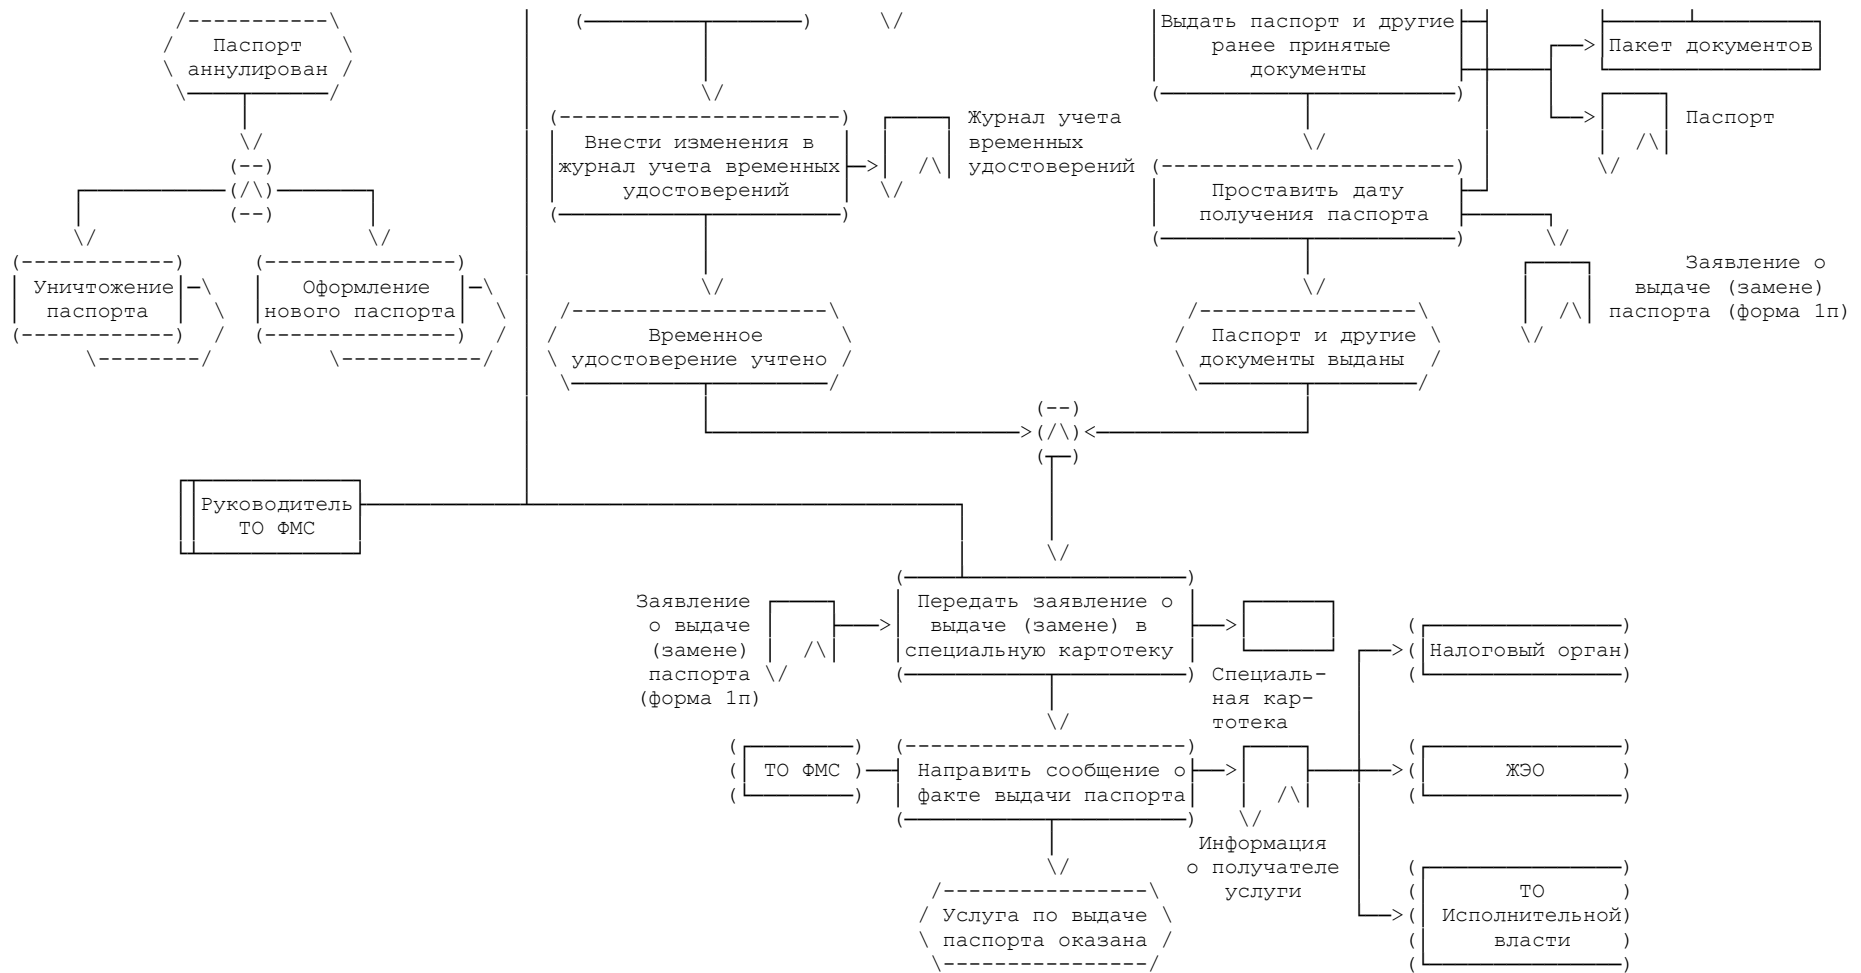 Паспорт
аннулирован
Выдать паспорт и другие
ранее принятые
документы
Пакет документов
Внести изменения в
журнал учета временных
удостоверений
Журнал учета
временных
удостоверений
Паспорт
Проставить дату
получения паспорта
Уничтожение
паспорта
Оформление
нового паспорта
Временное
удостоверение учтено
Паспорт и другие
документы выданы
Заявление о
выдаче (замене)
паспорта (форма 1п)
Руководитель
ТО ФМС
Заявление
о выдаче
(замене)
паспорта
(форма 1п)
Передать заявление о
выдаче (замене) в
специальную картотеку
Специаль-
ная кар-
тотека
Налоговый орган
ТО ФМС
Направить сообщение о
факте выдачи паспорта
ЖЭО
Информация
о получателе
услуги
Услуга по выдаче
паспорта оказана
ТО
Исполнительной
власти